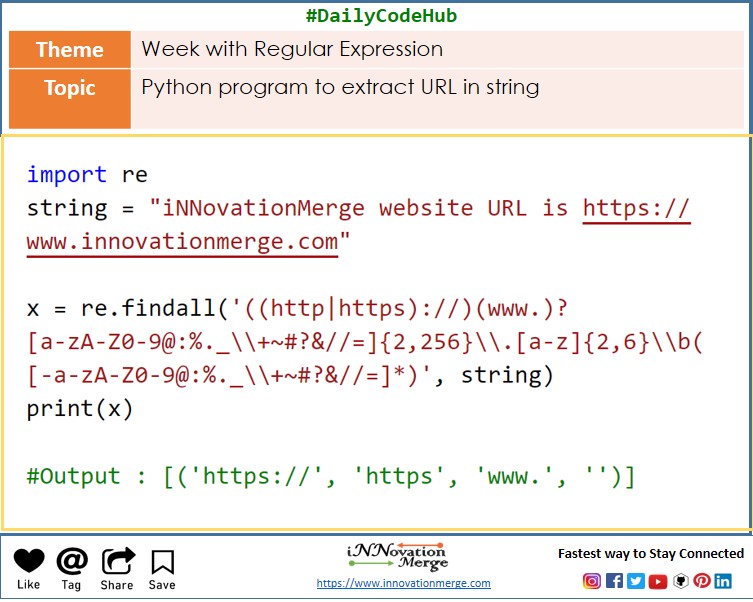 #DailyCodeHub
Theme
Week with Regular Expression
Topic
Python program to extract URL in string
import re
string = "iNNovationMerge website URL is https://
www.innovationmerge.com"
x = re.findall('((http|https)://)(www.)?
[a-zA-Z0-9@:%._\\+~#?&//=]{2,256}\\.[a-z]{2,6}\\b(
[-a-zA-Z0-9@:%._\\+~#?&//=]*)', string)
print(x)
#Output : [('https://', 'https', 'www.', '')]
Like
Tag
Share
Save
iNNovation
Merge
https://www.innovationmerge.com
Fastest way to Stay Connected